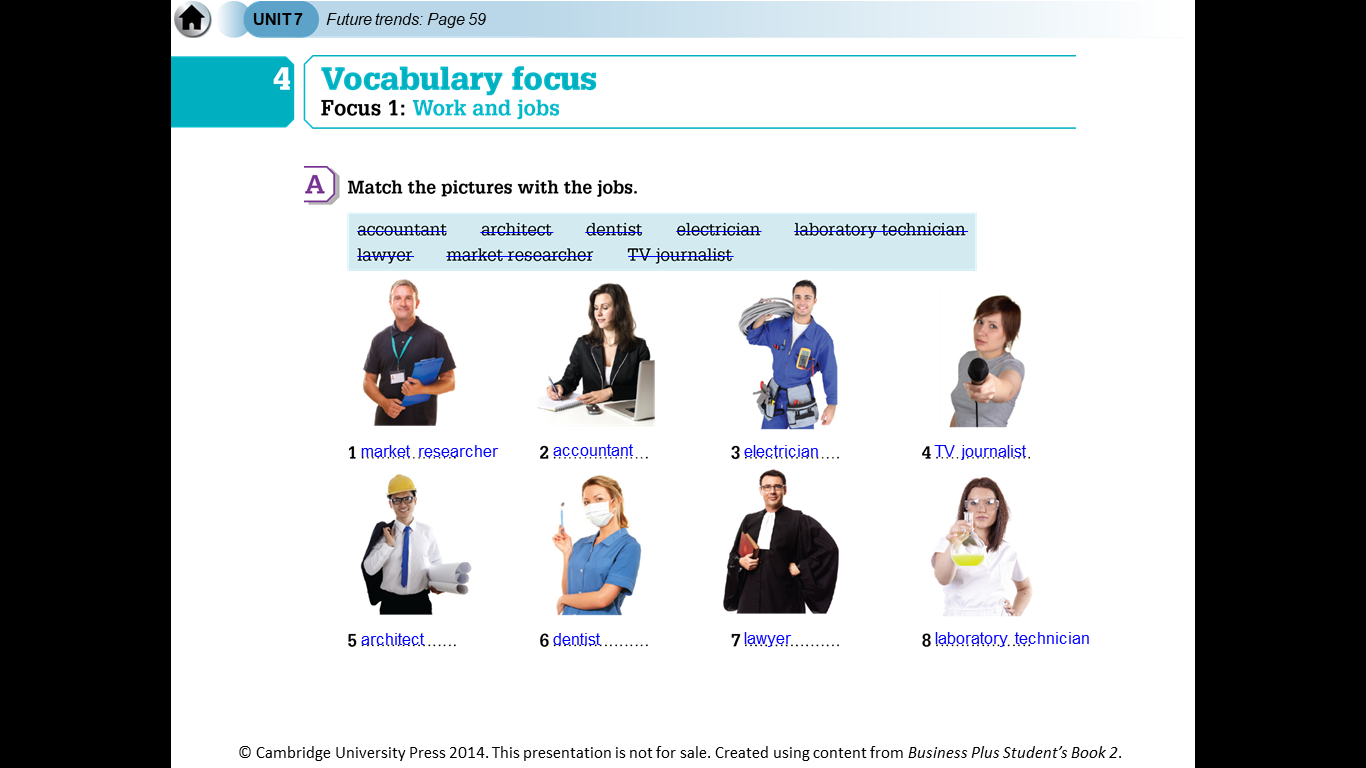 UNIT 7 Future trends: Page 59
4 Vocabulary focus
Focus 1: Work and jobs
A Match the pictures with the jobs.
accountant architect dentist electrician laboratory technician
lawyer market researcher TV journalist
1 market researcher 2 accountant 3 electrician 4 TV journalist
5 architect 6 dentist 7 lawyer 8 laboratory technician
© Cambridge University Press 2014. This presentation is not for sale. Created using content from Business Plus Student's Book 2.